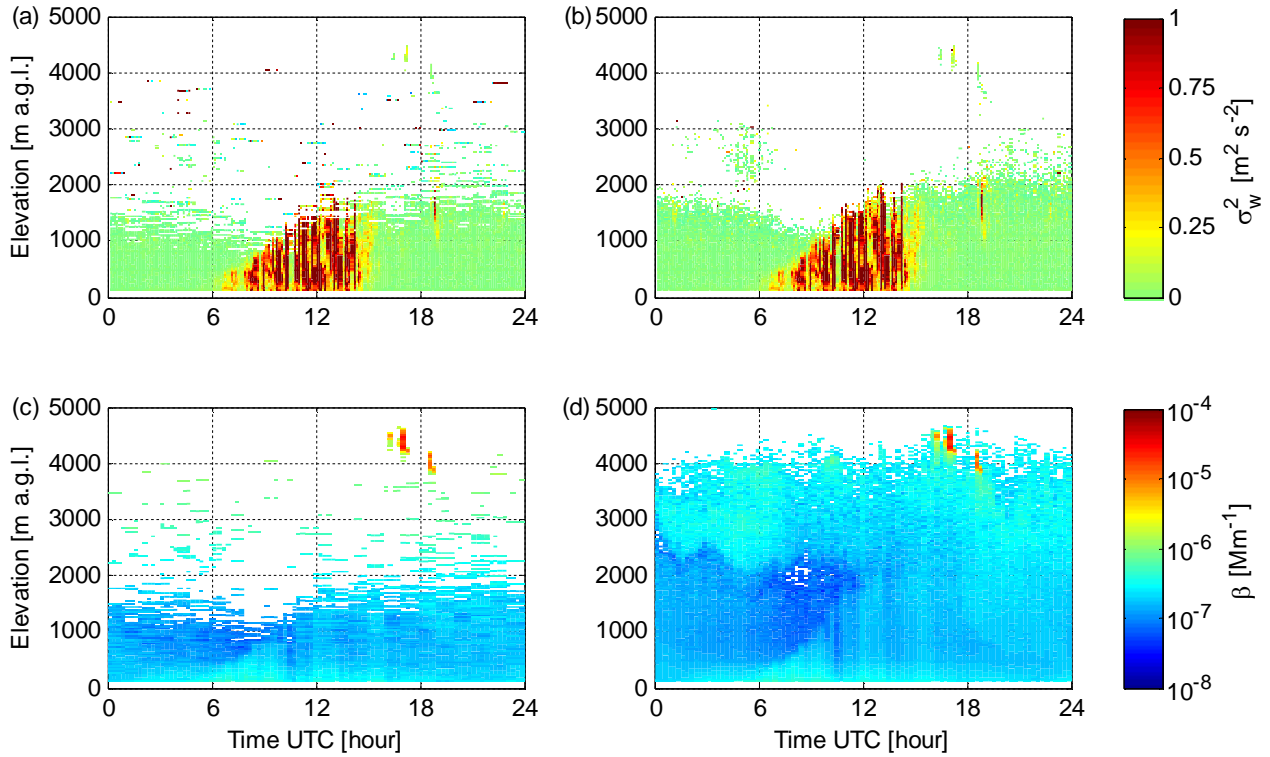 (a)
5000
4000
3000
2000
1000
0
Elevation [m a.g.l.]
0 6 12 18 24
(b)
5000
4000
3000
2000
1000
0
0 6 12 18 24
1
0.75
0.5
0.25
0
σ²w [m² s⁻²]
(c)
5000
4000
3000
2000
1000
0
Elevation [m a.g.l.]
0 6 12 18 24
Time UTC [hour]
(d)
5000
4000
3000
2000
1000
0
0 6 12 18 24
Time UTC [hour]
10⁻⁴
10⁻⁵
10⁻⁶
10⁻⁷
10⁻⁸
β [Mm⁻¹]